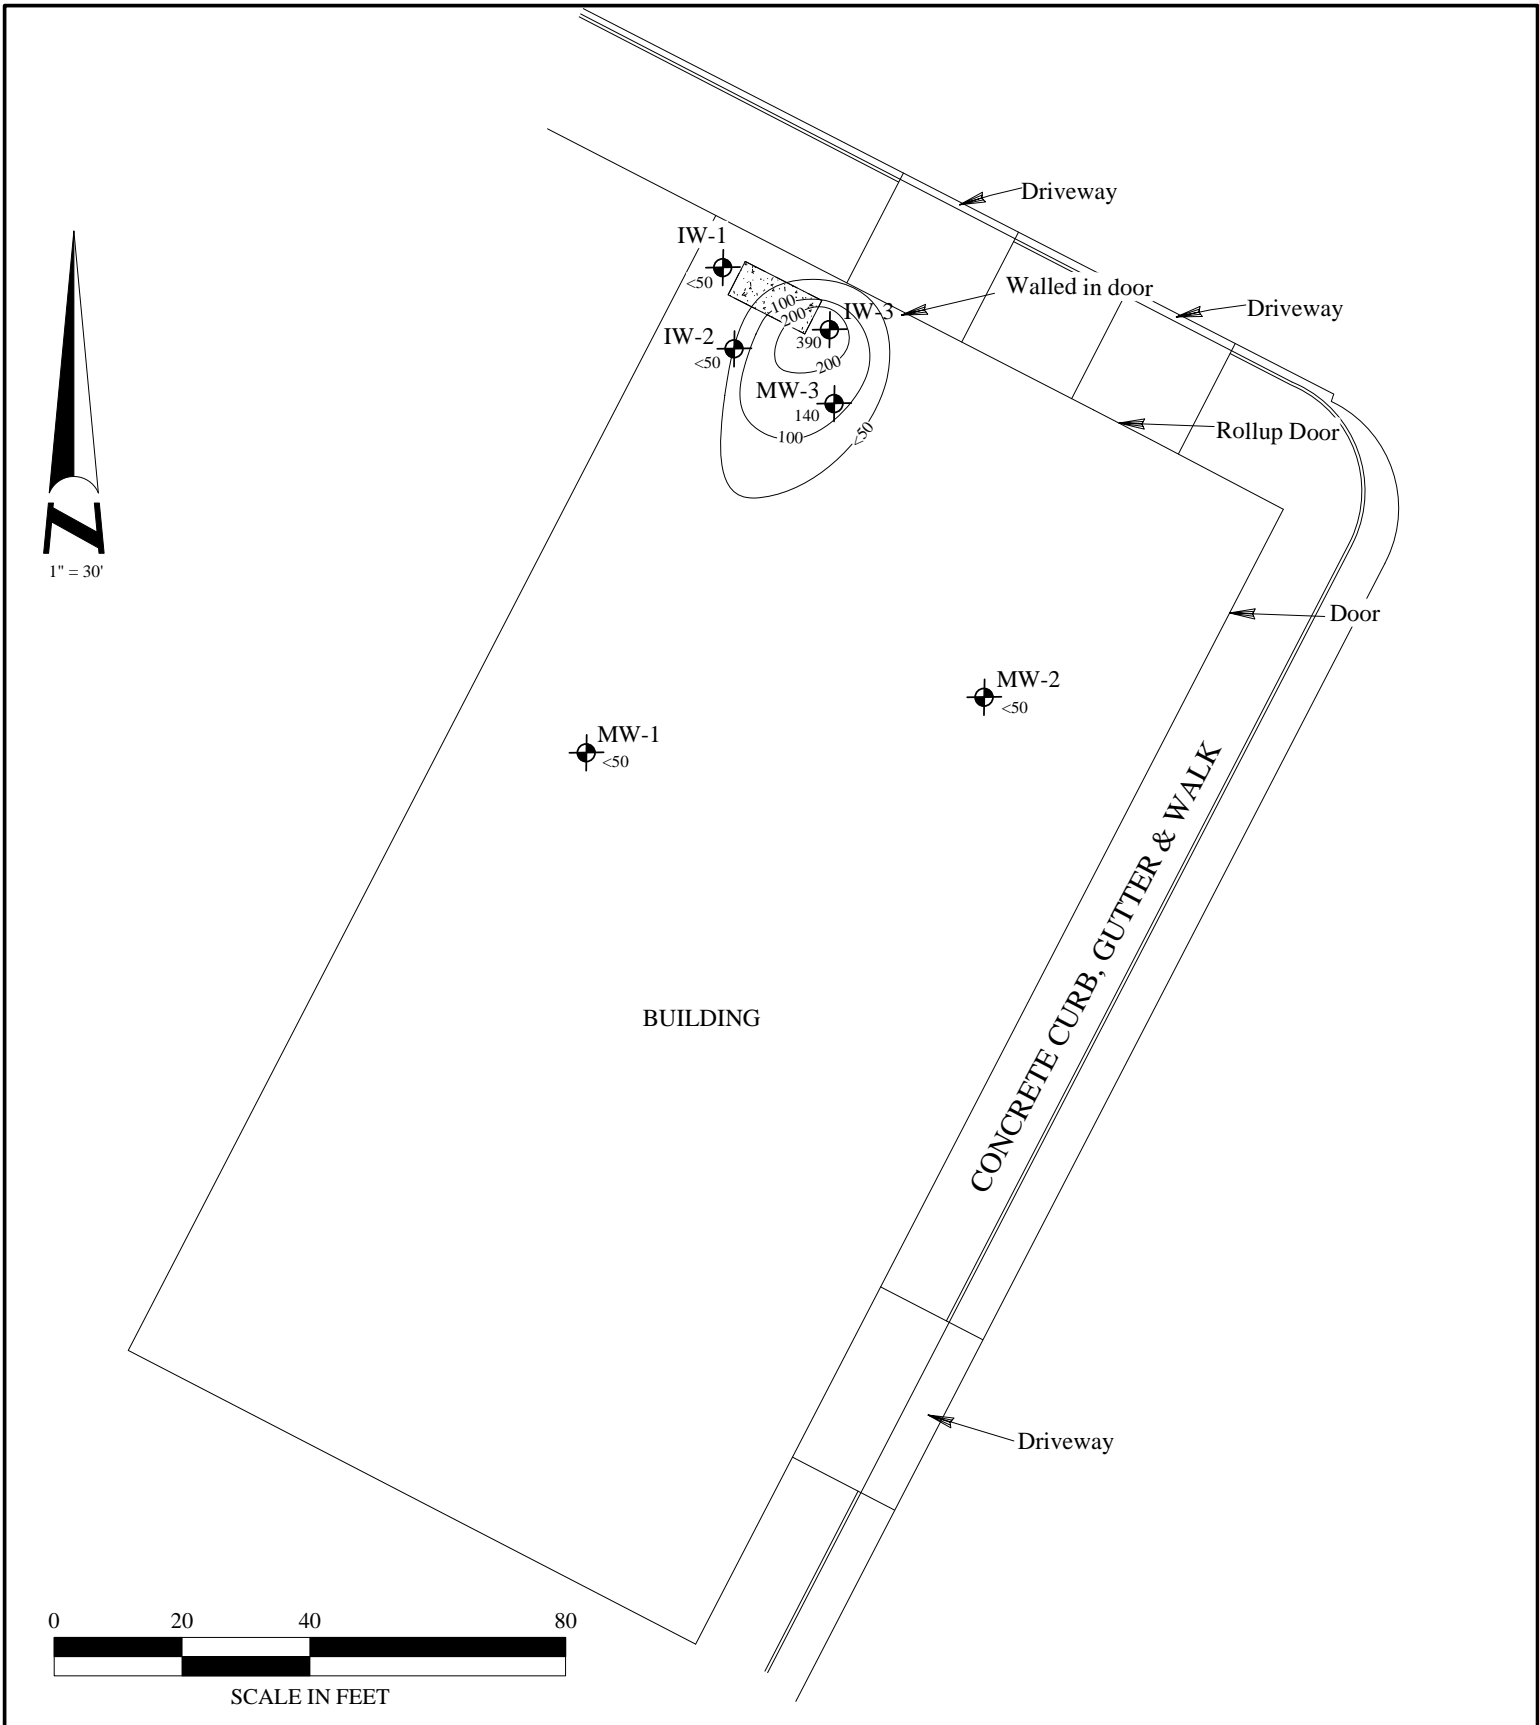 Driveway
IW-1
<50
Walled in door
100
200
IW-3
390
Driveway
IW-2
<50
200
MW-3
140
100
<50
Rollup Door
N
1" = 30'
Door
MW-2
<50
MW-1
<50
CONCRETE CURB, GUTTER & WALK
BUILDING
Driveway
0 20 40 80
SCALE IN FEET